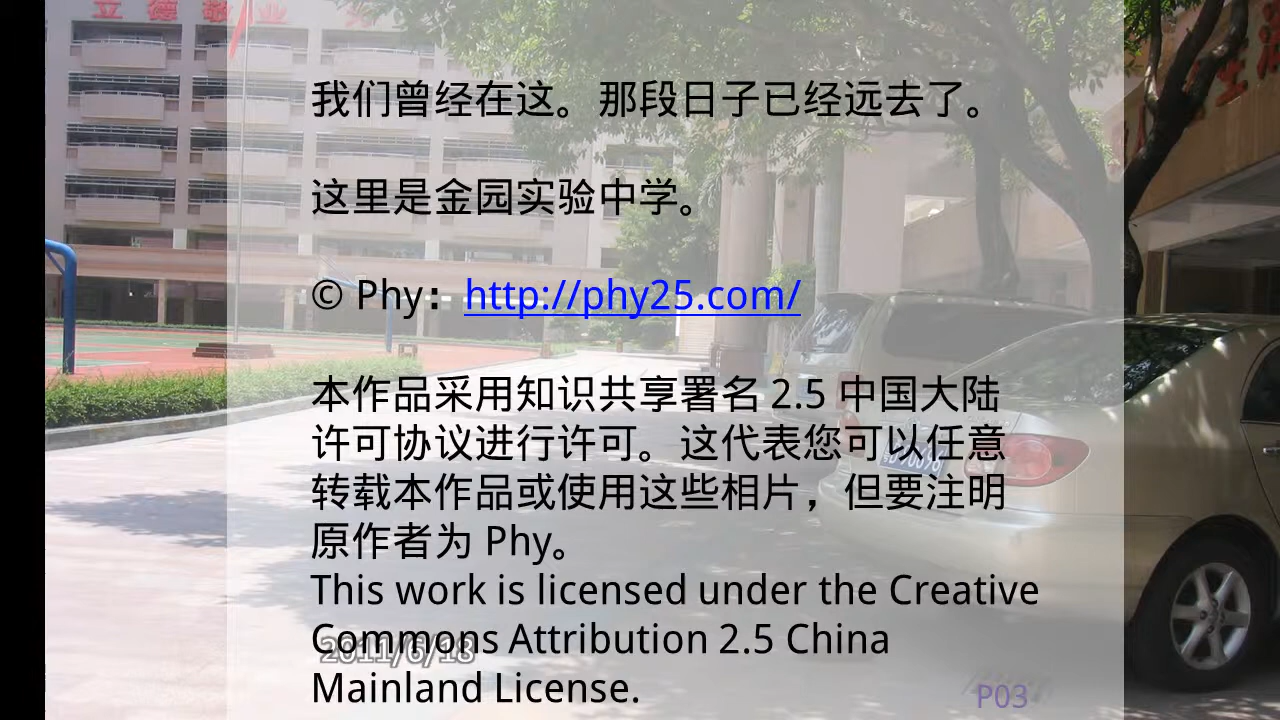 立德敬业
我们曾经在这。那段日子已经远去了。
这里是金园实验中学。
© Phy：http://phy25.com/
本作品采用知识共享署名 2.5 中国大陆
许可协议进行许可。这代表您可以任意
转载本作品或使用这些相片，但要注明
原作者为 Phy。
This work is licensed under the Creative
Commons Attribution 2.5 China
Mainland License.
2011/6/18
P03